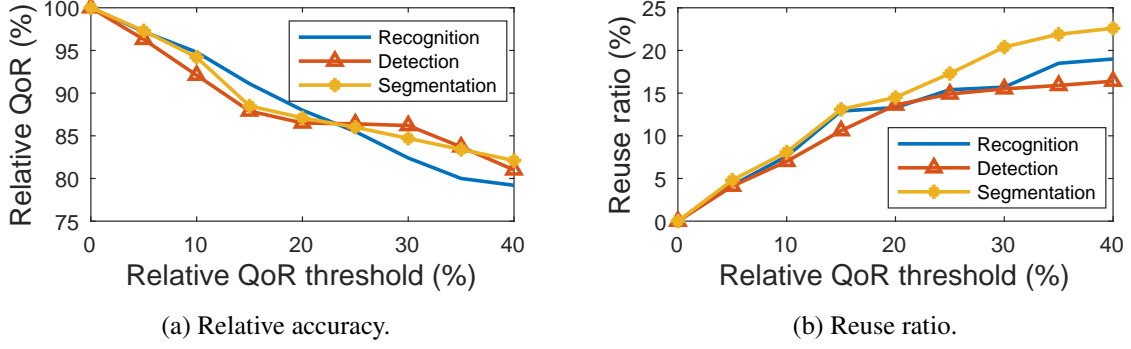 100
95
90
85
80
75
0
10
20
30
40
Relative QoR (%)
Relative QoR threshold (%)
Recognition
Detection
Segmentation
(a) Relative accuracy.
25
20
15
10
5
0
0
10
20
30
40
Reuse ratio (%)
Relative QoR threshold (%)
Recognition
Detection
Segmentation
(b) Reuse ratio.